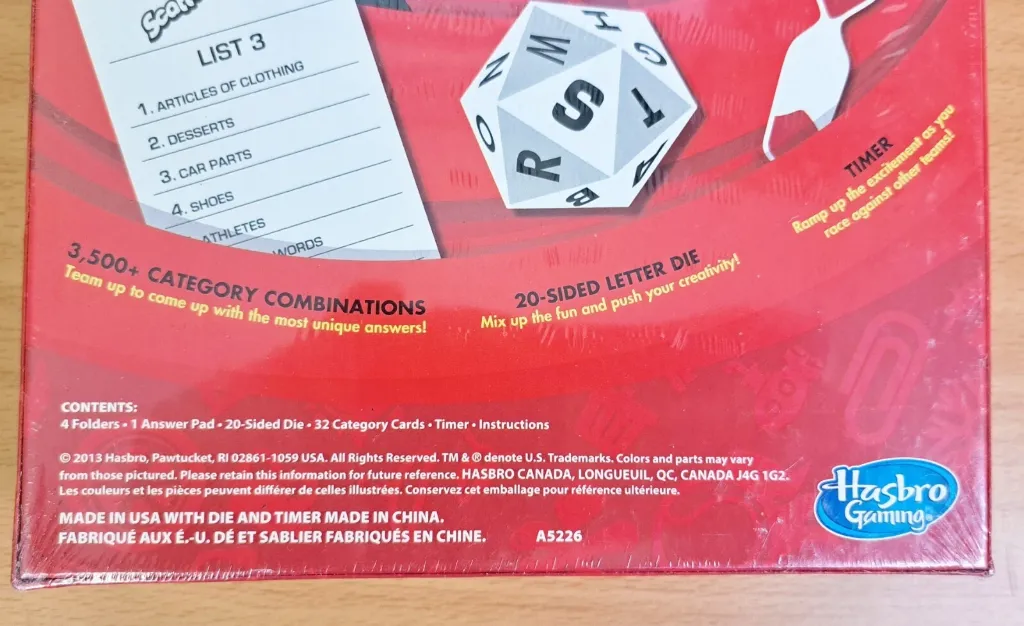 Scatt
LIST 3
1. ARTICLES OF CLOTHING
2. DESSERTS
3. CAR PARTS
4. SHOES
ATHLETES
WORDS
H
W
G
N
S
T
O
R
A
B
TIMER
Ramp up the excitement as you
race against other teams!
3,500+ CATEGORY COMBINATIONS
Team up to come up with the most unique answers!
20-SIDED LETTER DIE
Mix up the fun and push your creativity!
CONTENTS:
4 Folders • 1 Answer Pad • 20-Sided Die • 32 Category Cards • Timer • Instructions
© 2013 Hasbro, Pawtucket, RI 02861-1059 USA. All Rights Reserved. TM & ® denote U.S. Trademarks. Colors and parts may vary
from those pictured. Please retain this information for future reference. HASBRO CANADA, LONGUEUIL, QC, CANADA J4G 1G2.
Les couleurs et les pièces peuvent différer de celles illustrées. Conservez cet emballage pour référence ultérieure.
MADE IN USA WITH DIE AND TIMER MADE IN CHINA.
FABRIQUÉ AUX É.-U. DÉ ET SABLIER FABRIQUÉS EN CHINE. A5226
Hasbro
Gaming